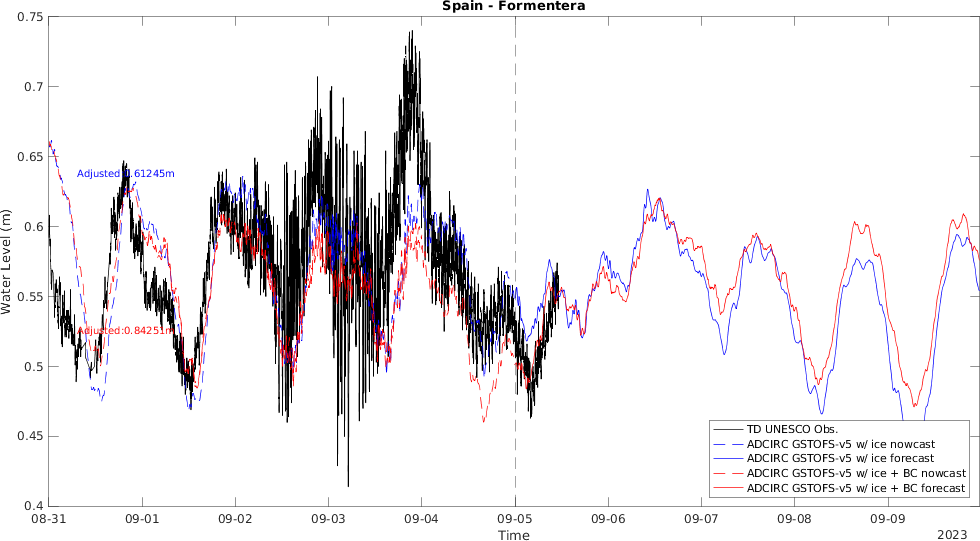 Spain - Formentera
0.75
0.7
0.65
Adjusted:0.61245m
0.6
Water Level (m)
0.55
Adjusted:0.84251m
0.5
0.45
0.4
TD UNESCO Obs.
ADCIRC GSTOFS-v5 w/ ice nowcast
ADCIRC GSTOFS-v5 w/ ice forecast
ADCIRC GSTOFS-v5 w/ ice + BC nowcast
ADCIRC GSTOFS-v5 w/ ice + BC forecast
08-31 09-01 09-02 09-03 09-04 09-05 09-06 09-07 09-08 09-09
Time
2023